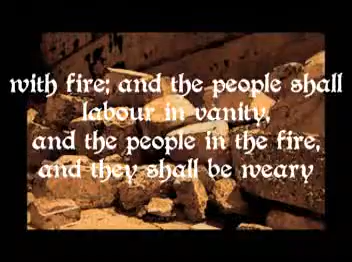 with fire; and the people shall
labour in vanity,
and the people in the fire,
and they shall be weary